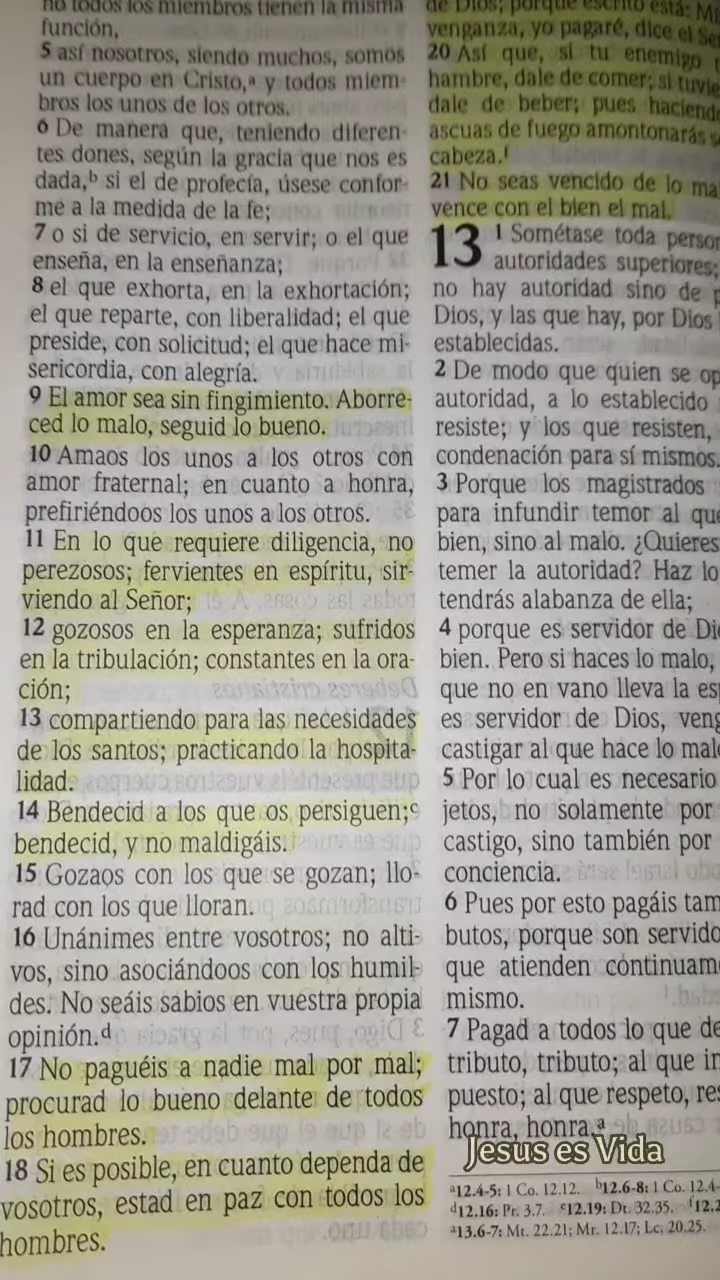 no todos los miembros tienen la misma
función,
5 así nosotros, siendo muchos, somos
un cuerpo en Cristo,ª y todos miem-
bros los unos de los otros.
6 De manera que, teniendo diferen-
tes dones, según la gracia que nos es
dada,ᵇ si el de profecía, úsese confor-
me a la medida de la fe;
7 o si de servicio, en servir; o el que
enseña, en la enseñanza;
8 el que exhorta, en la exhortación;
el que reparte, con liberalidad; el que
preside, con solicitud; el que hace mi-
sericordia, con alegría.
9 El amor sea sin fingimiento. Aborre-
ced lo malo, seguid lo bueno.
10 Amaos los unos a los otros con
amor fraternal; en cuanto a honra,
prefiriéndoos los unos a los otros.
11 En lo que requiere diligencia, no
perezosos; fervientes en espíritu, sir-
viendo al Señor;
12 gozosos en la esperanza; sufridos
en la tribulación; constantes en la ora-
ción;
13 compartiendo para las necesidades
de los santos; practicando la hospita-
lidad.
14 Bendecid a los que os persiguen;ᶜ
bendecid, y no maldigáis.
15 Gozaos con los que se gozan; llo-
rad con los que lloran.
16 Unánimes entre vosotros; no alti-
vos, sino asociándoos con los humil-
des. No seáis sabios en vuestra propia
opinión.ᵈ
17 No paguéis a nadie mal por mal;
procurad lo bueno delante de todos
los hombres.
18 Si es posible, en cuanto dependa de
vosotros, estad en paz con todos los
hombres.
de Dios; porque escrito está: Mí
venganza, yo pagaré, dice el Se
20 Así que, si tu enemigo t
hambre, dale de comer; si tuvie
dale de beber; pues haciend
ascuas de fuego amontonarás s
cabeza.ᶠ
21 No seas vencido de lo ma
vence con el bien el mal.
13 1 Sométase toda person
autoridades superiores;
no hay autoridad sino de p
Dios, y las que hay, por Dios
establecidas.
2 De modo que quien se op
autoridad, a lo establecido
resiste; y los que resisten,
condenación para sí mismos.
3 Porque los magistrados
para infundir temor al que
bien, sino al malo. ¿Quieres
temer la autoridad? Haz lo
tendrás alabanza de ella;
4 porque es servidor de Di
bien. Pero si haces lo malo,
que no en vano lleva la es
es servidor de Dios, veng
castigar al que hace lo malo
5 Por lo cual es necesario
jetos, no solamente por
castigo, sino también por
conciencia.
6 Pues por esto pagáis tam
butos, porque son servido
que atienden continuam
mismo.
7 Pagad a todos lo que de
tributo, tributo; al que im
puesto; al que respeto, res
honra, honra.ª
Jesus es Vida
ª12.4-5: 1 Co. 12.12. ᵇ12.6-8: 1 Co. 12.4-
ᵈ12.16: Pr. 3.7. ᵉ12.19: Dt. 32.35. ᶠ12.2
ª13.6-7: Mt. 22.21; Mr. 12.17; Lc. 20.25.